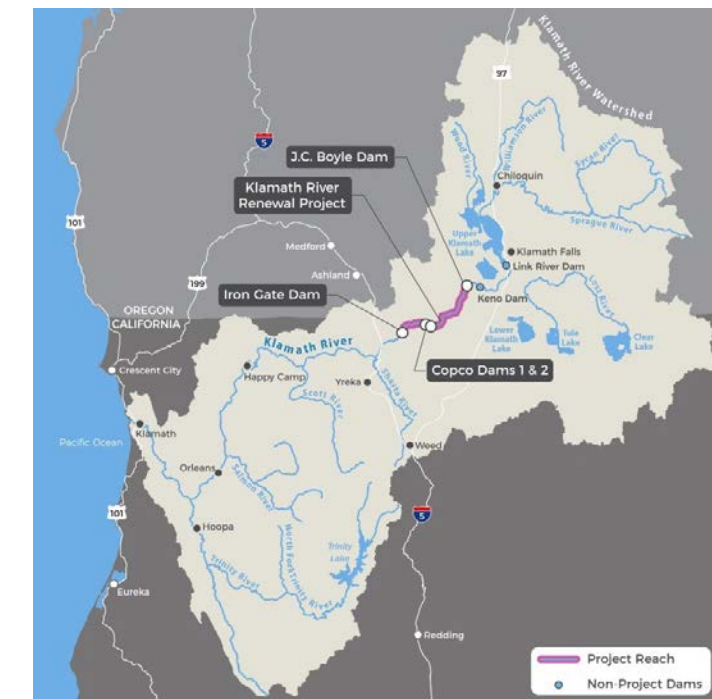 Klamath River Watershed
97
Wood River
Williamson River
Sycan River
5
J.C. Boyle Dam
Chiloquin
Klamath River
Renewal Project
Sprague River
101
Upper
Klamath
Lake
Medford
Klamath Falls
Link River Dam
Ashland
199
Iron Gate Dam
Keno Dam
Lost River
OREGON
CALIFORNIA
Klamath River
Lower
Klamath
Lake
Tule
Lake
Clear
Lake
Copco Dams 1 & 2
Crescent City
Happy Camp
Yreka
Shasta River
Scott River
Klamath
Pacific Ocean
Weed
Orleans
Salmon River
101
Hoopa
5
North Fork Trinity River
Trinity
Lake
Trinity River
Eureka
Redding
Project Reach
Non-Project Dams